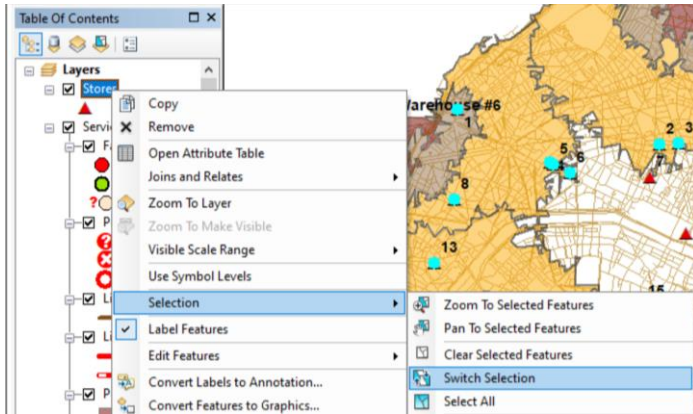 Table Of Contents
Layers
Stores
Servi
Fa
?
P
?
Li
Li
P
Copy
Remove
Open Attribute Table
Joins and Relates
Zoom To Layer
Zoom To Make Visible
Visible Scale Range
Use Symbol Levels
Selection
Label Features
Edit Features
Convert Labels to Annotation...
Convert Features to Graphics...
Zoom To Selected Features
Pan To Selected Features
Clear Selected Features
Switch Selection
Select All
Warehouse #6
1
2
3
5
6
7
8
13
15